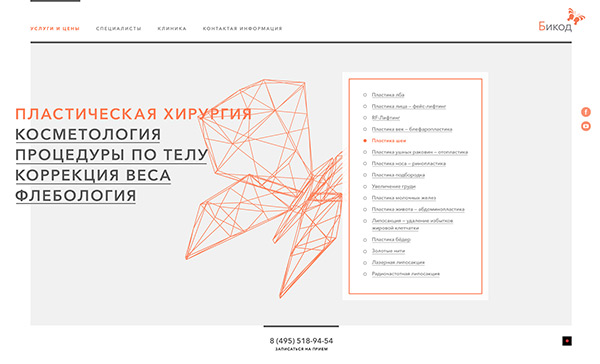 УСЛУГИ И ЦЕНЫ СПЕЦИАЛИСТЫ КЛИНИКА КОНТАКТАЯ ИНФОРМАЦИЯ
Бикод
ПЛАСТИЧЕСКАЯ ХИРУРГИЯ
КОСМЕТОЛОГИЯ
ПРОЦЕДУРЫ ПО ТЕЛУ
КОРРЕКЦИЯ ВЕСА
ФЛЕБОЛОГИЯ
Пластика лба
Пластика лица – фейс лифтинг
RF-Лифтинг
Пластика век – блефаропластика
Пластика шеи
Пластика ушных раковин – отопластика
Пластика носа – ринопластика
Пластика подбородка
Увеличение груди
Пластика молочных желез
Пластика живота – абдоминопластика
Липосакция – удаление избытков
жировой клетчатки
Пластика бёдер
Золотые нити
Лазерная липосакция
Радиочастотная липосакция
8 (495) 518-94-54
ЗАПИСАТЬСЯ НА ПРИЕМ